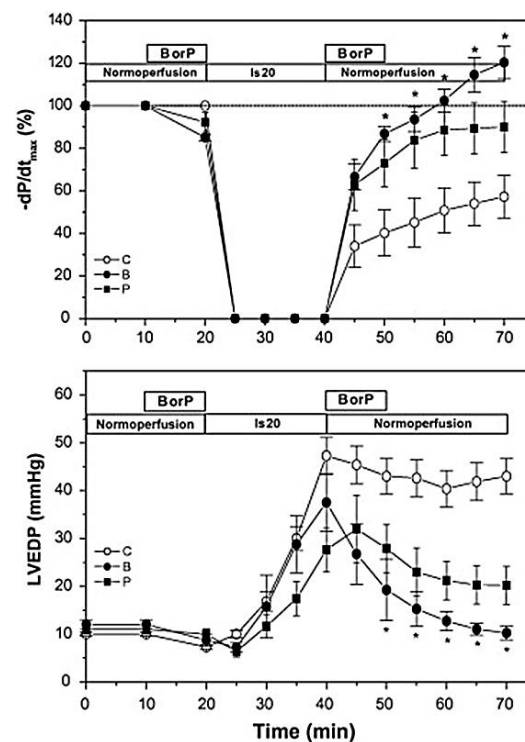 140
120
100
80
60
40
20
0
-dP/dtmax (%)
BorP BorP
Normoperfusion Is20 Normoperfusion
* * * * *
C
B
P
0 10 20 30 40 50 60 70
60
50
40
30
20
10
0
LVEDP (mmHg)
BorP BorP
Normoperfusion Is20 Normoperfusion
C
B
P
* * * * *
0 10 20 30 40 50 60 70
Time (min)